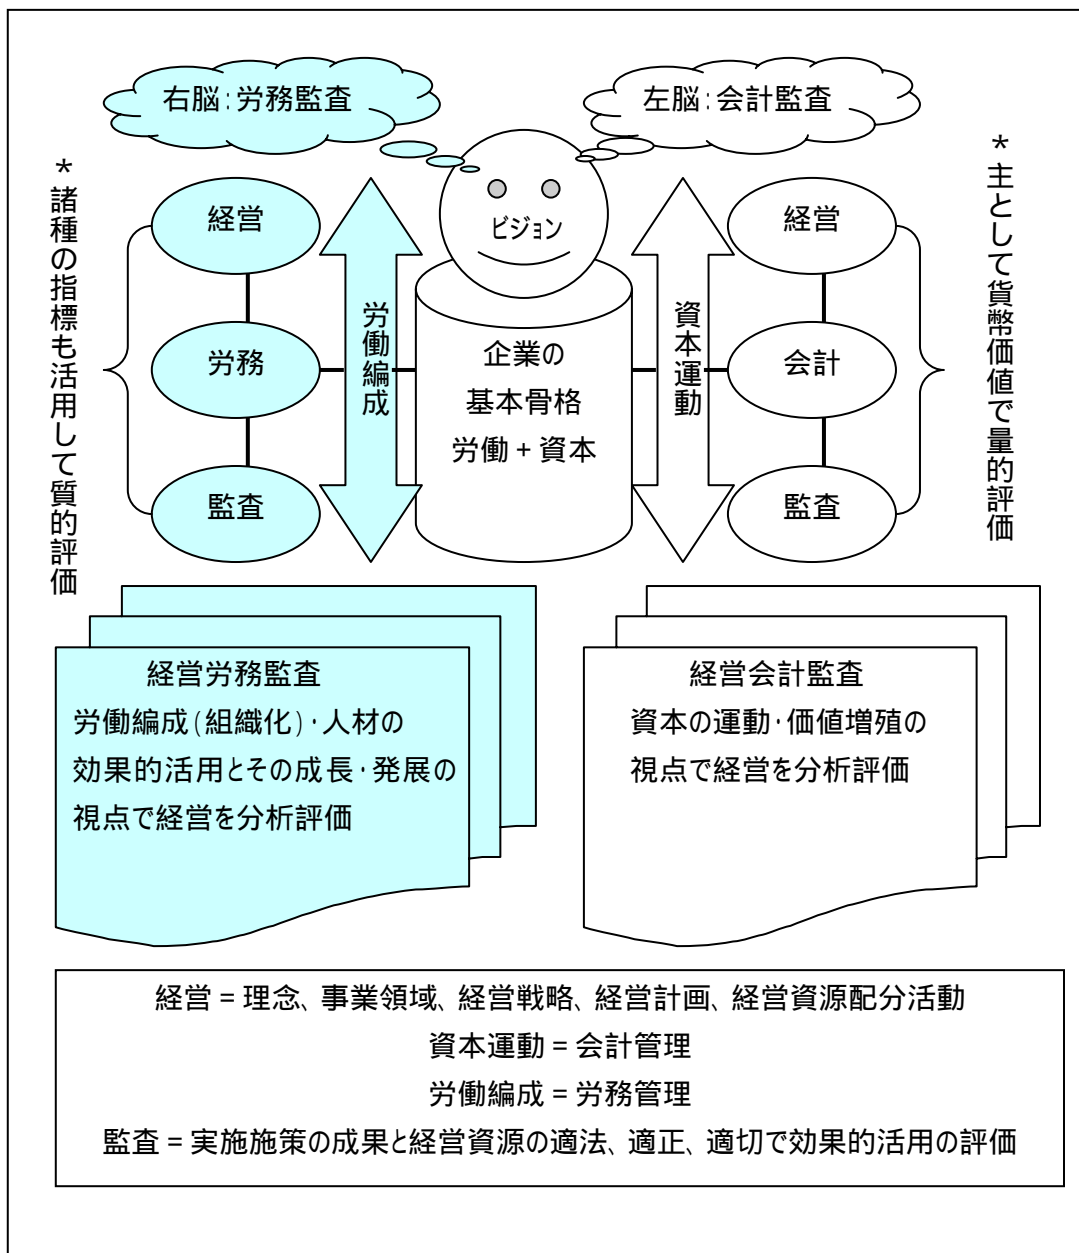 右脳:労務監査
左脳:会計監査
*諸種の指標も活用して質的評価
経営
労務
監査
労働編成
ビジョン
企業の
基本骨格
労働+資本
資本運動
経営
会計
監査
*主として貨幣価値で量的評価
経営労務監査
労働編成(組織化)・人材の
効果的活用とその成長・発展の
視点で経営を分析評価
経営会計監査
資本の運動・価値増殖の
視点で経営を分析評価
経営=理念、事業領域、経営戦略、経営計画、経営資源配分活動
資本運動=会計管理
労働編成=労務管理
監査=実施施策の成果と経営資源の適法、適正、適切で効果的活用の評価